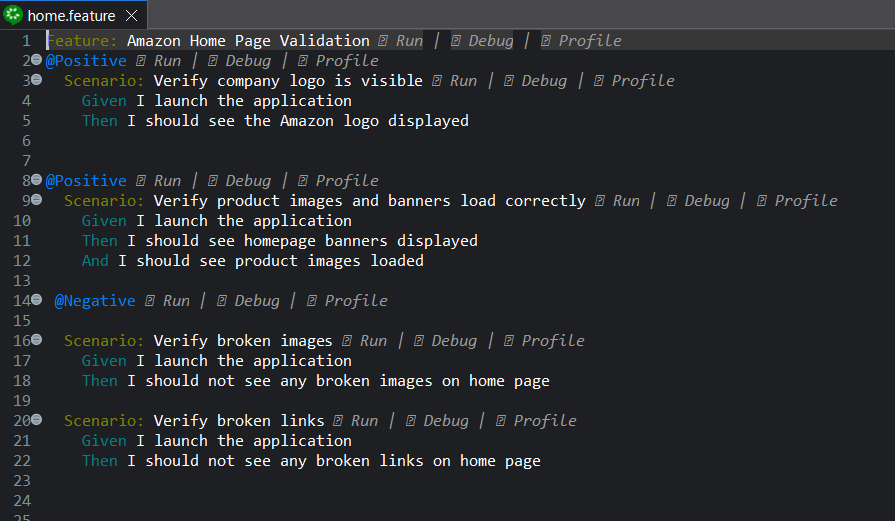 home.feature
1 Feature: Amazon Home Page Validation Run | Debug | Profile
2 @Positive Run | Debug | Profile
3 Scenario: Verify company logo is visible Run | Debug | Profile
4 Given I launch the application
5 Then I should see the Amazon logo displayed
6
7
8 @Positive Run | Debug | Profile
9 Scenario: Verify product images and banners load correctly Run | Debug | Profile
10 Given I launch the application
11 Then I should see homepage banners displayed
12 And I should see product images loaded
13
14 @Negative Run | Debug | Profile
15
16 Scenario: Verify broken images Run | Debug | Profile
17 Given I launch the application
18 Then I should not see any broken images on home page
19
20 Scenario: Verify broken links Run | Debug | Profile
21 Given I launch the application
22 Then I should not see any broken links on home page
23
24
25